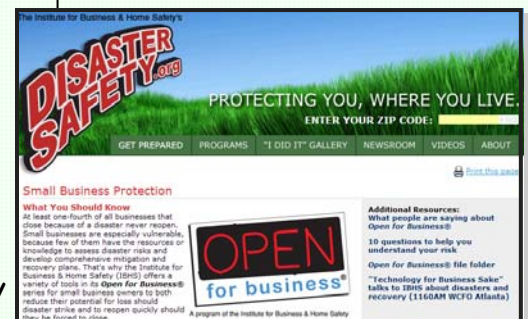 The Institute for Business & Home Safety's
DISASTER
SAFETY.org
PROTECTING YOU, WHERE YOU LIVE.
ENTER YOUR ZIP CODE:
GET PREPARED PROGRAMS "I DID IT" GALLERY NEWSROOM VIDEOS ABOUT
Print this page
Small Business Protection
What You Should Know
At least one-fourth of all businesses that
close because of a disaster never reopen.
Small businesses are especially vulnerable,
because few of them have the resources or
knowledge to assess disaster risks and
develop comprehensive mitigation and
recovery plans. That's why the Institute for
Business & Home Safety (IBHS) offers a
variety of tools in its Open for Business®
series for small business owners to both
reduce their potential for loss should
disaster strike and to reopen quickly should
they be forced to close.
OPEN
for business®
A program of the Institute for Business & Home Safety
Additional Resources:
What people are saying about
Open for Business®
10 questions to help you
understand your risk
Open for Business® file folder
"Technology for Business Sake"
talks to IBHS about disasters and
recovery (1160AM WCFO Atlanta)